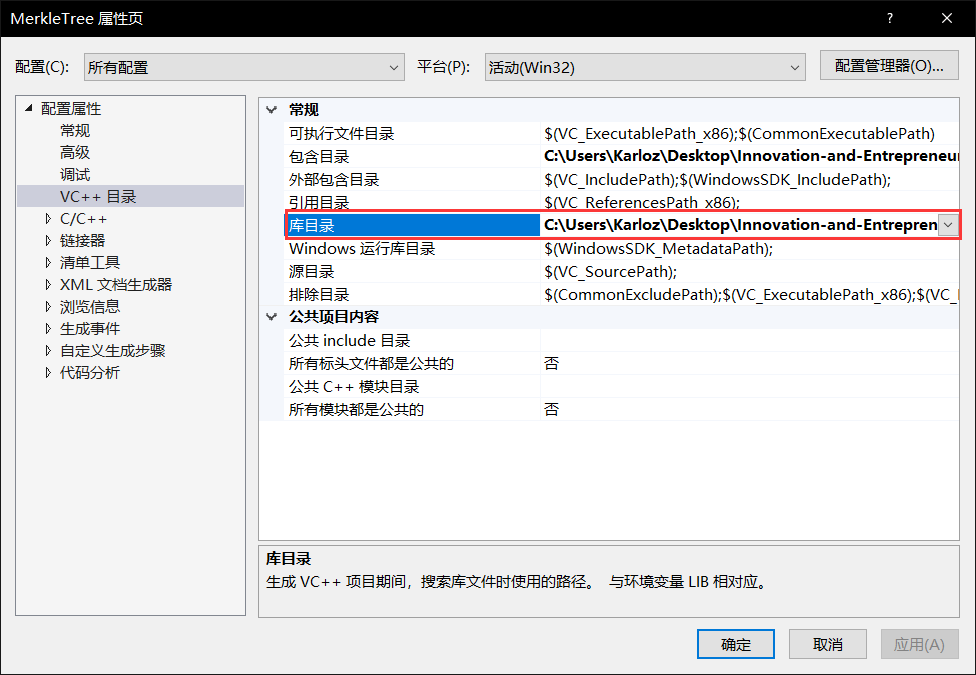 MerkleTree 属性页
?
配置(C):
所有配置
平台(P):
活动(Win32)
配置管理器(O)...
配置属性
常规
高级
调试
VC++ 目录
C/C++
链接器
清单工具
XML 文档生成器
浏览信息
生成事件
自定义生成步骤
代码分析
常规
可执行文件目录 $(VC_ExecutablePath_x86);$(CommonExecutablePath)
包含目录 C:\Users\Karloz\Desktop\Innovation-and-Entrepreneu
外部包含目录 $(VC_IncludePath);$(WindowsSDK_IncludePath);
引用目录 $(VC_ReferencesPath_x86);
库目录 C:\Users\Karloz\Desktop\Innovation-and-Entrepren
Windows 运行库目录 $(WindowsSDK_MetadataPath);
源目录 $(VC_SourcePath);
排除目录 $(CommonExcludePath);$(VC_ExecutablePath_x86);$(VC_
公共项目内容
公共 include 目录
所有标头文件都是公共的 否
公共 C++ 模块目录
所有模块都是公共的 否
库目录
生成 VC++ 项目期间，搜索库文件时使用的路径。 与环境变量 LIB 相对应。
确定
取消
应用(A)